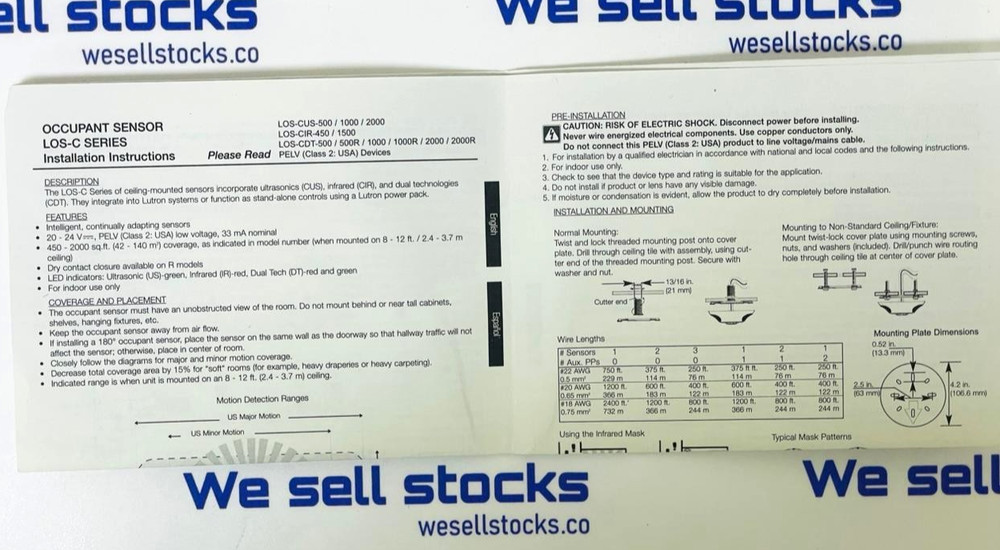 ell stocks
wesellstocks.co
We sell stocks
wesellstocks.co
OCCUPANT SENSOR
LOS-C SERIES
Installation Instructions
Please Read
LOS-CUS-500 / 1000 / 2000
LOS-CIR-450 / 1500
LOS-CDT-500 / 500R / 1000 / 1000R / 2000 / 2000R
PELV (Class 2: USA) Devices
DESCRIPTION
The LOS-C Series of ceiling-mounted sensors incorporate ultrasonics (CUS), infrared (CIR), and dual technologies
(CDT). They integrate into Lutron systems or function as stand-alone controls using a Lutron power pack.
FEATURES
• Intelligent, continually adapting sensors
• 20 - 24 V⎓, PELV (Class 2: USA) low voltage, 33 mA nominal
• 450 - 2000 sq.ft. (42 - 140 m²) coverage, as indicated in model number (when mounted on 8 - 12 ft. / 2.4 - 3.7 m
ceiling)
• Dry contact closure available on R models
• LED indicators: Ultrasonic (US)-green, Infrared (IR)-red, Dual Tech (DT)-red and green
• For indoor use only
COVERAGE AND PLACEMENT
• The occupant sensor must have an unobstructed view of the room. Do not mount behind or near tall cabinets,
shelves, hanging fixtures, etc.
• Keep the occupant sensor away from air flow.
• If installing a 180° occupant sensor, place the sensor on the same wall as the doorway so that hallway traffic will not
affect the sensor; otherwise, place in center of room.
• Closely follow the diagrams for major and minor motion coverage.
• Decrease total coverage area by 15% for "soft" rooms (for example, heavy draperies or heavy carpeting).
• Indicated range is when unit is mounted on an 8 - 12 ft. (2.4 - 3.7 m) ceiling.
Motion Detection Ranges
US Major Motion
US Minor Motion
English
Español
PRE-INSTALLATION
CAUTION: RISK OF ELECTRIC SHOCK. Disconnect power before installing.
Never wire energized electrical components. Use copper conductors only.
Do not connect this PELV (Class 2: USA) product to line voltage/mains cable.
1. For installation by a qualified electrician in accordance with national and local codes and the following instructions.
2. For indoor use only.
3. Check to see that the device type and rating is suitable for the application.
4. Do not install if product or lens have any visible damage.
5. If moisture or condensation is evident, allow the product to dry completely before installation.
INSTALLATION AND MOUNTING
Normal Mounting:
Twist and lock threaded mounting post onto cover
plate. Drill through ceiling tile with assembly, using cut-
ter end of the threaded mounting post. Secure with
washer and nut.
Mounting to Non-Standard Ceiling/Fixture:
Mount twist-lock cover plate using mounting screws,
nuts, and washers (included). Drill/punch wire routing
hole through ceiling tile at center of cover plate.
13/16 in.
(21 mm)
Cutter end
Wire Lengths
# Sensors 1 2 3 1 2 1
# Aux. PPs 0 0 0 1 1 2
#22 AWG 750 ft. 375 ft. 250 ft. 375 ft. 250 ft. 250 ft.
0.5 mm² 229 m 114 m 76 m 114 m 76 m 76 m
#20 AWG 1200 ft. 600 ft. 400 ft. 600 ft. 400 ft. 400 ft.
0.65 mm² 366 m 183 m 122 m 183 m 122 m 122 m
#18 AWG 2400 ft. 1200 ft. 800 ft. 1200 ft. 800 ft. 800 ft.
0.75 mm² 732 m 366 m 244 m 366 m 244 m 244 m
Mounting Plate Dimensions
0.52 in.
(13.3 mm)
2.5 in.
(63 mm)
4.2 in.
(106.6 mm)
Using the Infrared Mask
Typical Mask Patterns
We sell stocks
wesellstocks.co
We sell